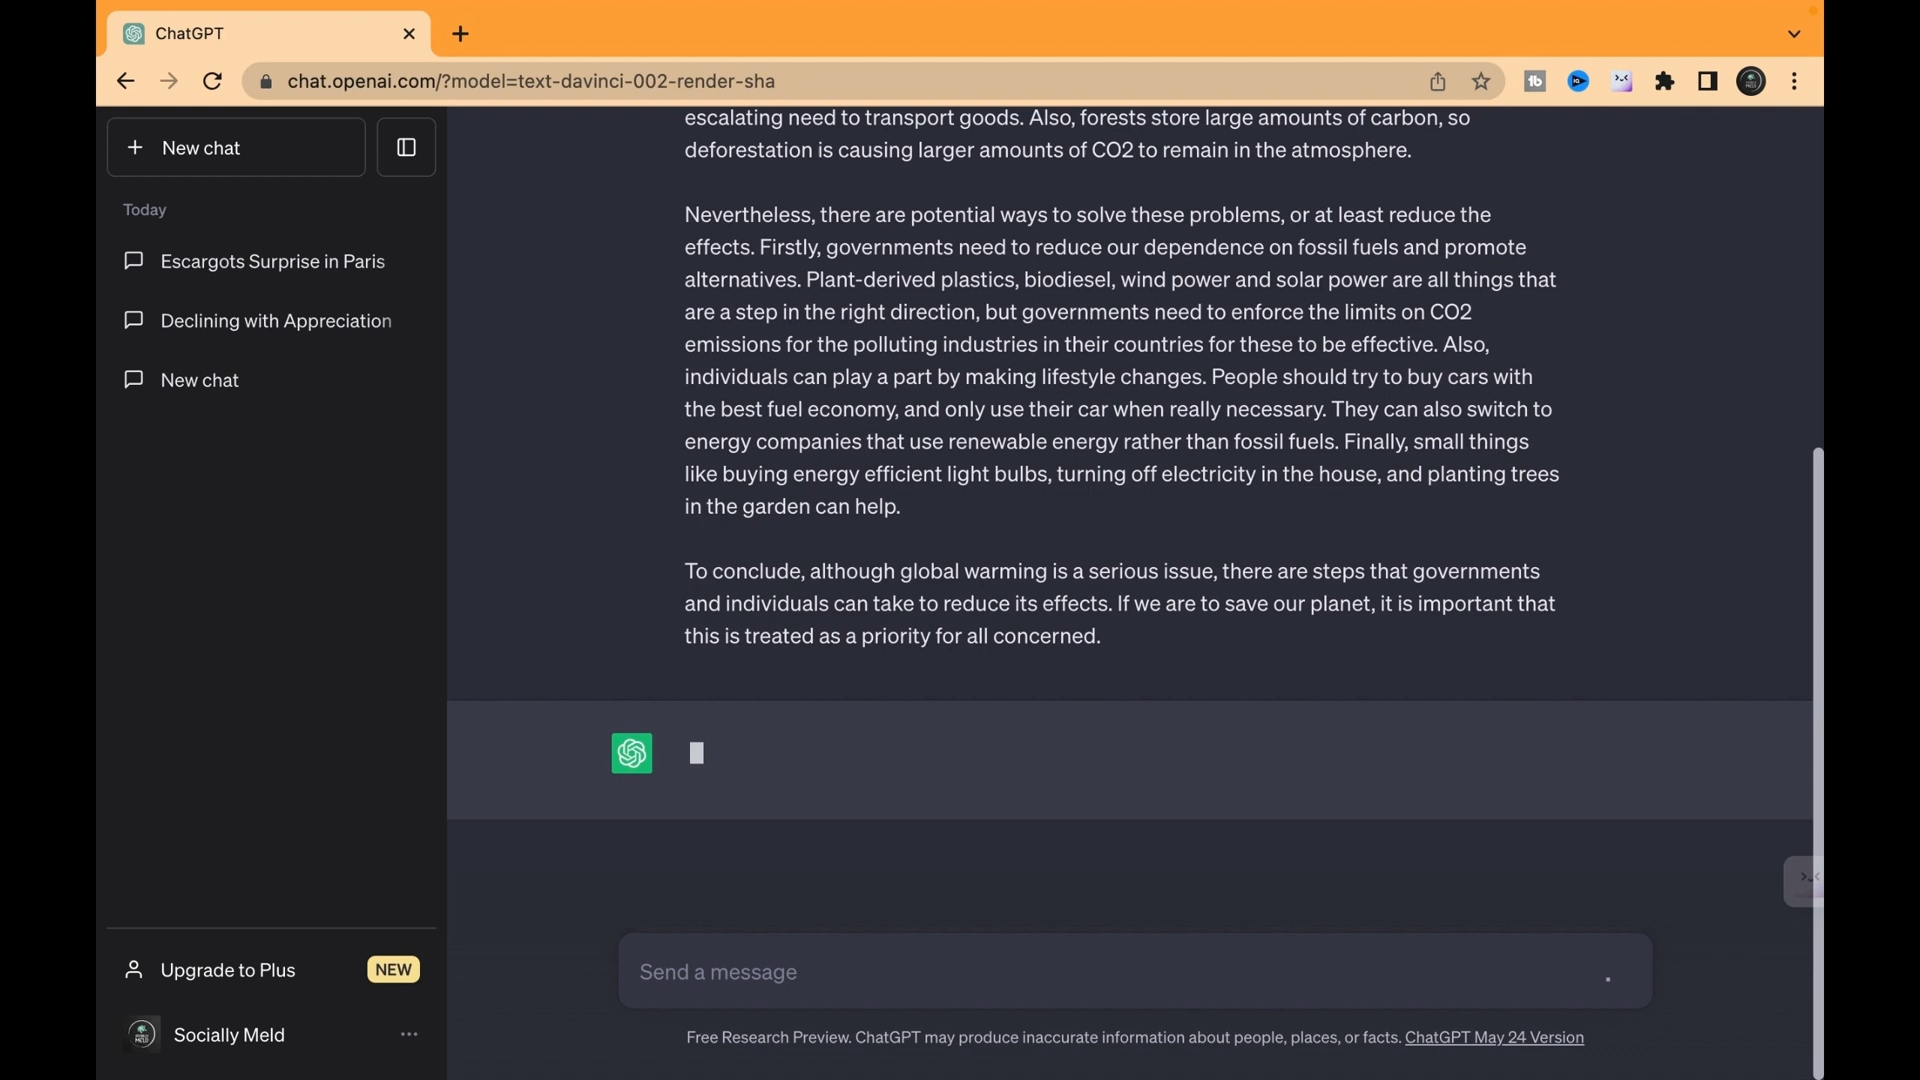 ChatGPT
chat.openai.com/?model=text-davinci-002-render-sha
New chat
Today
Escargots Surprise in Paris
Declining with Appreciation
New chat
escalating need to transport goods. Also, forests store large amounts of carbon, so
deforestation is causing larger amounts of CO2 to remain in the atmosphere.
Nevertheless, there are potential ways to solve these problems, or at least reduce the
effects. Firstly, governments need to reduce our dependence on fossil fuels and promote
alternatives. Plant-derived plastics, biodiesel, wind power and solar power are all things that
are a step in the right direction, but governments need to enforce the limits on CO2
emissions for the polluting industries in their countries for these to be effective. Also,
individuals can play a part by making lifestyle changes. People should try to buy cars with
the best fuel economy, and only use their car when really necessary. They can also switch to
energy companies that use renewable energy rather than fossil fuels. Finally, small things
like buying energy efficient light bulbs, turning off electricity in the house, and planting trees
in the garden can help.
To conclude, although global warming is a serious issue, there are steps that governments
and individuals can take to reduce its effects. If we are to save our planet, it is important that
this is treated as a priority for all concerned.
Upgrade to Plus NEW
Socially Meld
Send a message
Free Research Preview. ChatGPT may produce inaccurate information about people, places, or facts. ChatGPT May 24 Version